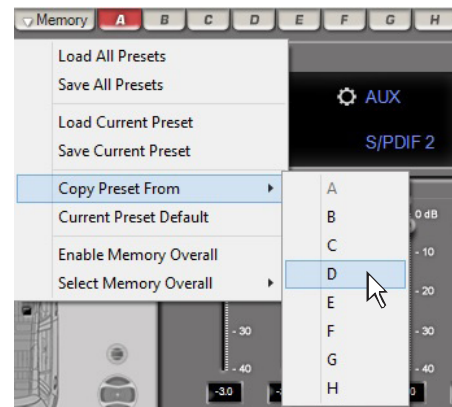 Memory A B C D E F G H
Load All Presets
Save All Presets
Load Current Preset
Save Current Preset
Copy Preset From
Current Preset Default
Enable Memory Overall
Select Memory Overall
AUX
S/PDIF 2
A
B
C
D
E
F
G
H
0 dB
- 10
- 20
- 30
- 40
- 30
- 40
-3.0